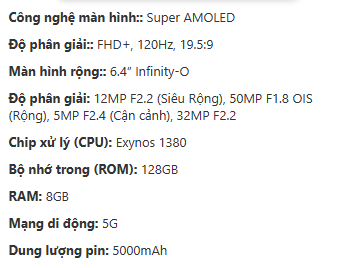 Công nghệ màn hình:: Super AMOLED
Độ phân giải:: FHD+, 120Hz, 19.5:9
Màn hình rộng:: 6.4” Infinity-O
Độ phân giải: 12MP F2.2 (Siêu Rộng), 50MP F1.8 OIS
(Rộng), 5MP F2.4 (Cận cảnh), 32MP F2.2
Chip xử lý (CPU): Exynos 1380
Bộ nhớ trong (ROM): 128GB
RAM: 8GB
Mạng di động: 5G
Dung lượng pin: 5000mAh